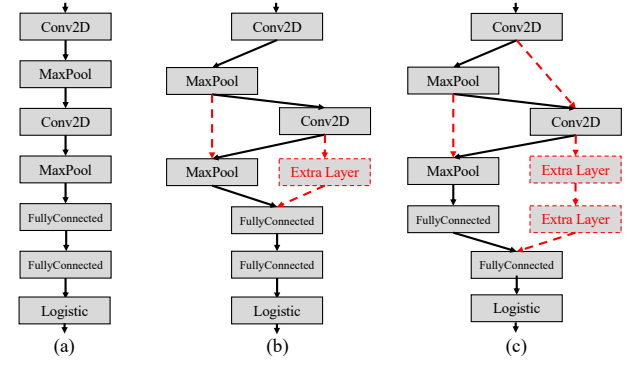 Conv2D
MaxPool
Conv2D
MaxPool
FullyConnected
FullyConnected
Logistic
(a)
Conv2D
MaxPool
Conv2D
MaxPool
Extra Layer
FullyConnected
FullyConnected
Logistic
(b)
Conv2D
MaxPool
Conv2D
MaxPool
Extra Layer
FullyConnected
Extra Layer
FullyConnected
Logistic
(c)